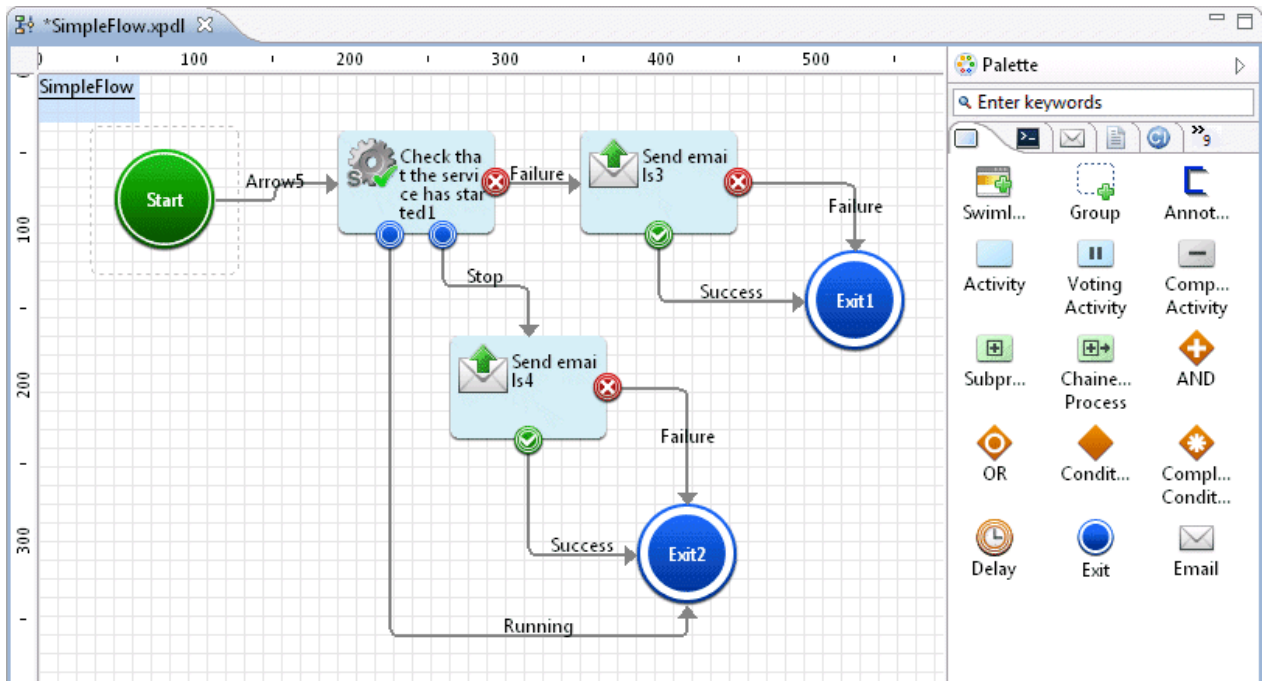 *SimpleFlow.xpdl
0 100 200 300 400 500
SimpleFlow
0
100
200
300
Start
Arrow5
Check tha
t the servi
ce has star
ted1
Failure
Send emai
ls3
Failure
Success
Exit1
Stop
Send emai
ls4
Failure
Success
Exit2
Running
Palette
Enter keywords
»9
Swiml...
Group
Annot...
Activity
Voting
Activity
Comp...
Activity
Subpr...
Chaine...
Process
AND
OR
Condit...
Compl...
Condit...
Delay
Exit
Email